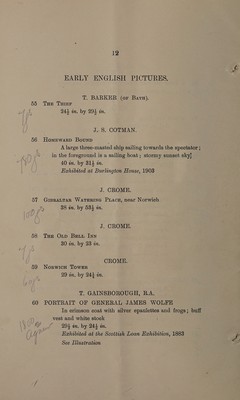 12
EARLY ENGLISH PICTURES.
T. BARKER (OF BATH).
55 THE THIEF
24½ in. by 29½ in.
J. S. COTMAN.
56 HOMEWARD BOUND
A large three-masted ship sailing towards the spectator;
in the foreground is a sailing boat; stormy sunset sky
40 in. by 31½ in.
Exhibited at Burlington House, 1903
J. CROME.
57 GIBRALTAR WATERING PLACE, near Norwich
38 in. by 53½ in.
J. CROME.
58 THE OLD BELL INN
30 in. by 23 in.
CROME.
59 NORWICH TOWER
29 in. by 24½ in.
T. GAINSBOROUGH, R.A.
60 PORTRAIT OF GENERAL JAMES WOLFE
In crimson coat with silver epaulettes and frogs; buff
vest and white stock
29½ in. by 24½ in.
Exhibited at the Scottish Loan Exhibition, 1883
See Illustration